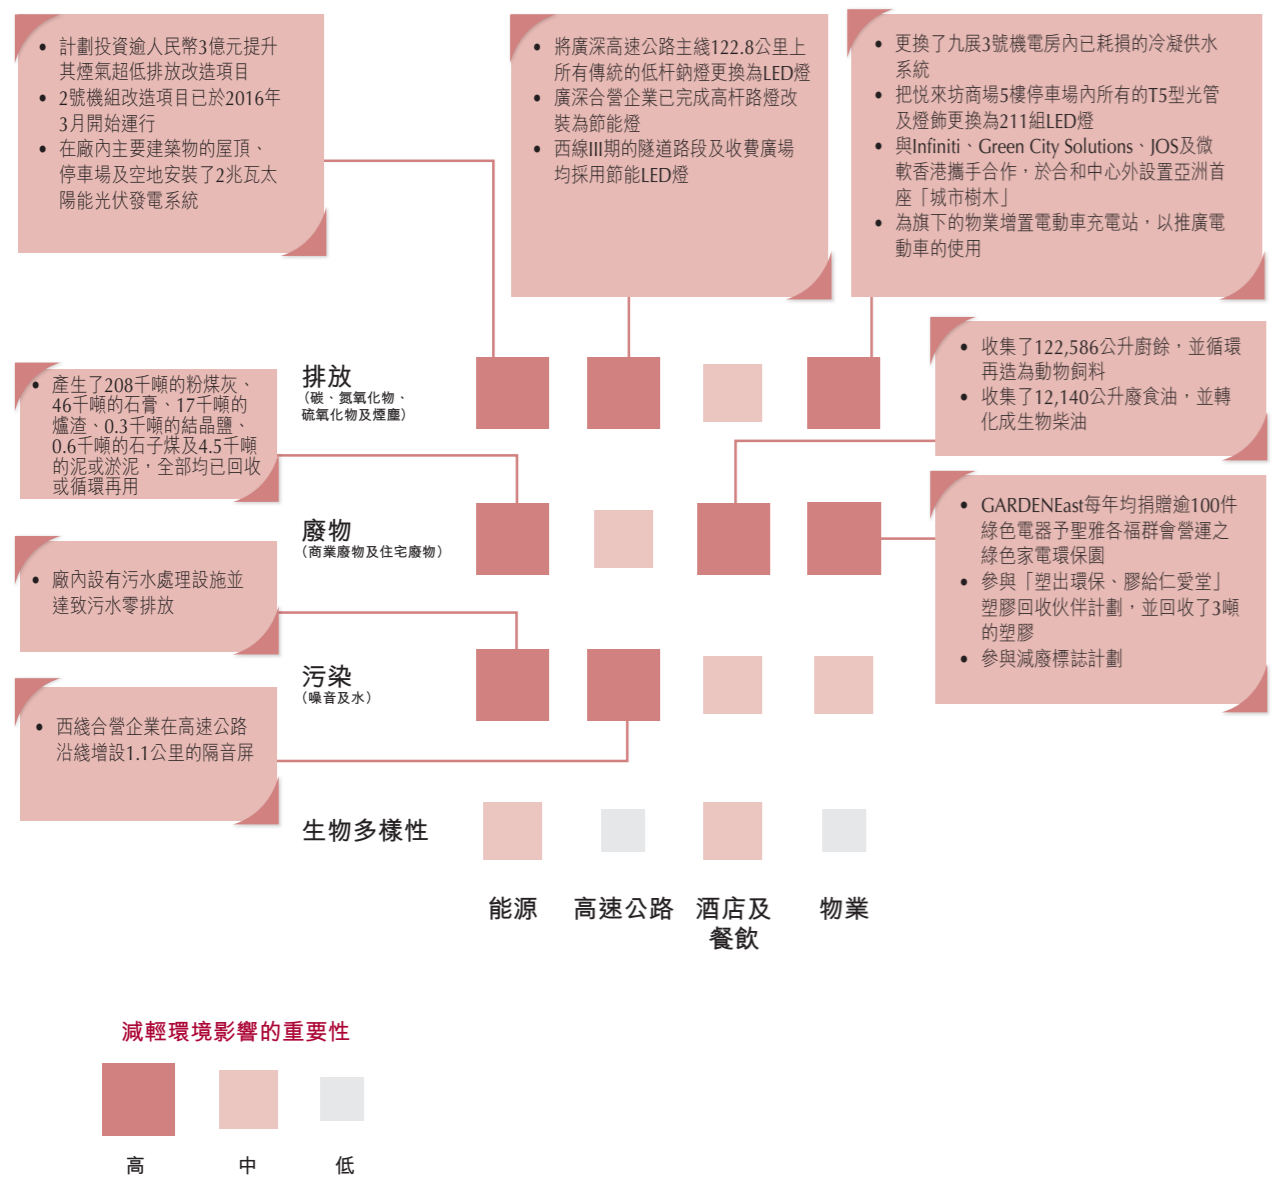 • 計劃投資逾人民幣3億元提升
其煙氣超低排放改造項目
• 2號機組改造項目已於2016年
3月開始運行
• 在廠內主要建築物的屋頂、
停車場及空地安裝了2兆瓦太
陽能光伏發電系統
• 將廣深高速公路主綫122.8公里上
所有傳統的低杆鈉燈更換為LED燈
• 廣深合營企業已完成高杆路燈改
裝為節能燈
• 西線III期的隧道路段及收費廣場
均採用節能LED燈
• 更換了九展3號機電房內已耗損的冷凝供水
系統
• 把悅來坊商場5樓停車場內所有的T5型光管
及燈飾更換為211組LED燈
• 與Infiniti、Green City Solutions、JOS及微
軟香港攜手合作，於合和中心外設置亞洲首
座「城市樹木」
• 為旗下的物業增置電動車充電站，以推廣電
動車的使用
• 收集了122,586公升廚餘，並循環
再造為動物飼料
• 收集了12,140公升廢食油，並轉
化成生物柴油
• 產生了208千噸的粉煤灰、
46千噸的石膏、17千噸的
爐渣、0.3千噸的結晶鹽、
0.6千噸的石子煤及4.5千噸
的泥或淤泥，全部均已回收
或循環再用
• GARDENEast每年均捐贈逾100件
綠色電器予聖雅各福群會營運之
綠色家電環保園
• 參與「塑出環保、膠給仁愛堂」
塑膠回收伙伴計劃，並回收了3噸
的塑膠
• 參與減廢標誌計劃
• 廠內設有污水處理設施並
達致污水零排放
• 西綫合營企業在高速公路
沿綫增設1.1公里的隔音屏
排放
（碳、氮氧化物、
硫氧化物及煙塵）
廢物
（商業廢物及住宅廢物）
污染
（噪音及水）
生物多樣性
能源
高速公路
酒店及
餐飲
物業
減輕環境影響的重要性
高
中
低